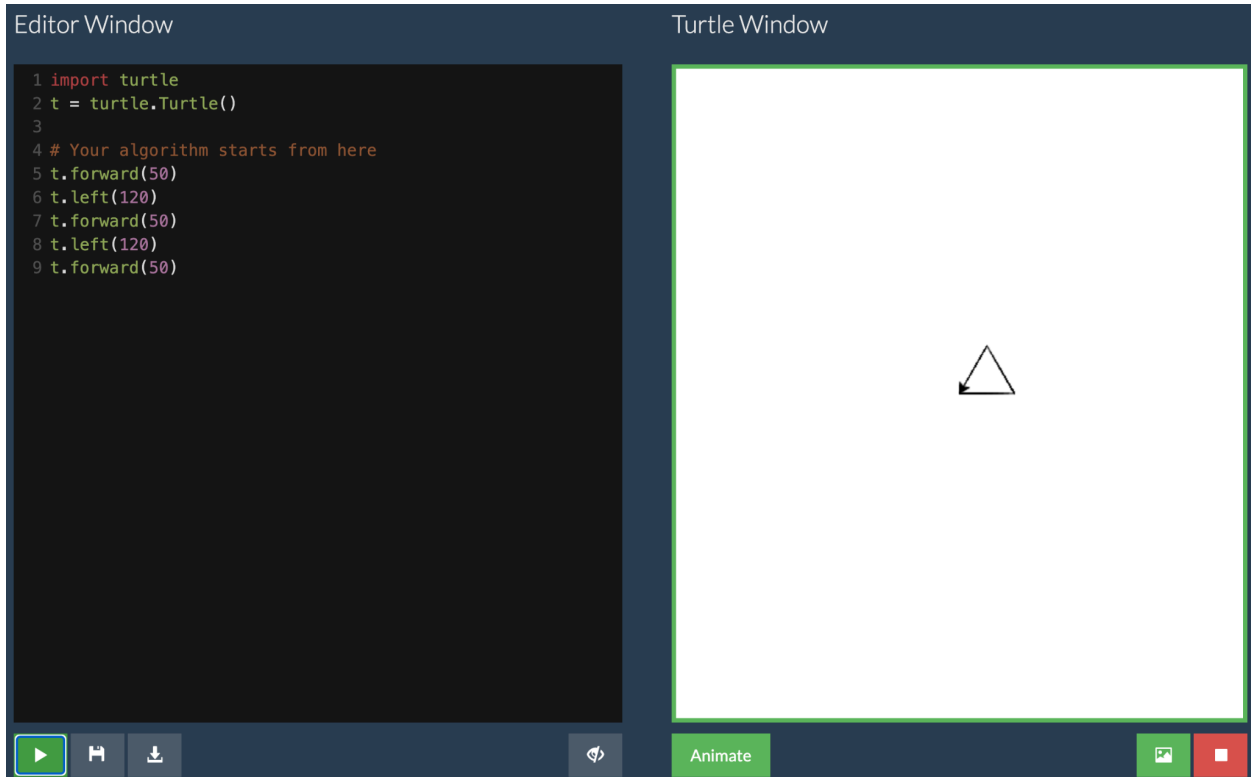 Editor Window
Turtle Window
1 import turtle
2 t = turtle.Turtle()
3
4 # Your algorithm starts from here
5 t.forward(50)
6 t.left(120)
7 t.forward(50)
8 t.left(120)
9 t.forward(50)
Animate